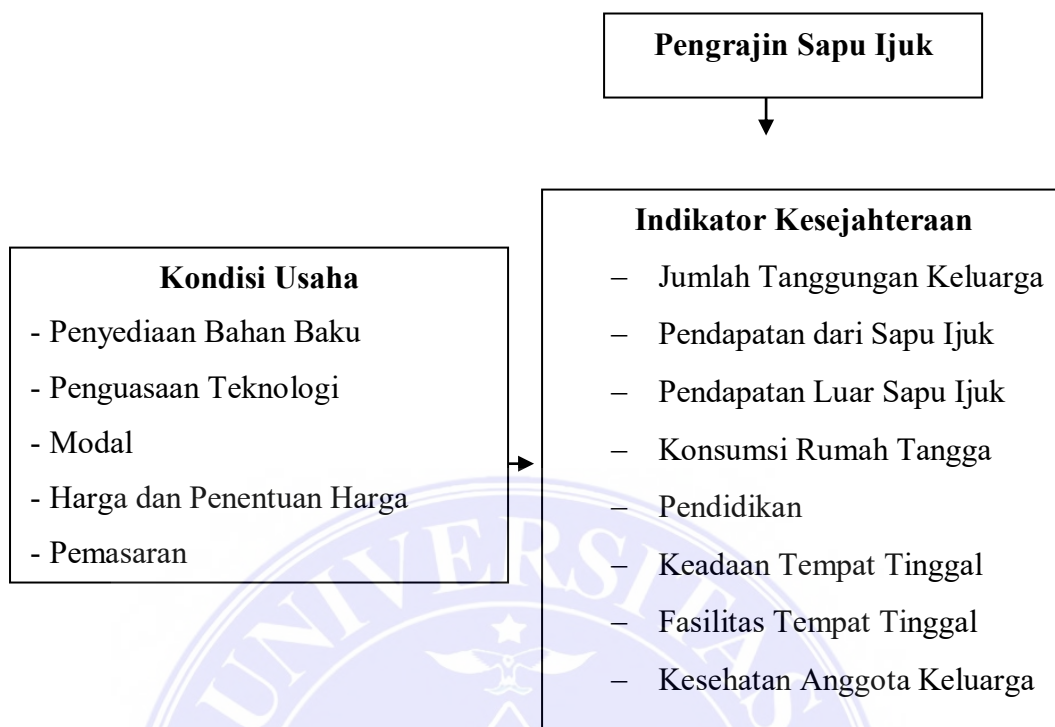 Pengrajin Sapu Ijuk
Kondisi Usaha
- Penyediaan Bahan Baku
- Penguasaan Teknologi
- Modal
- Harga dan Penentuan Harga
- Pemasaran
Indikator Kesejahteraan
– Jumlah Tanggungan Keluarga
– Pendapatan dari Sapu Ijuk
– Pendapatan Luar Sapu Ijuk
– Konsumsi Rumah Tangga
– Pendidikan
– Keadaan Tempat Tinggal
– Fasilitas Tempat Tinggal
– Kesehatan Anggota Keluarga
UNIVERSITAS